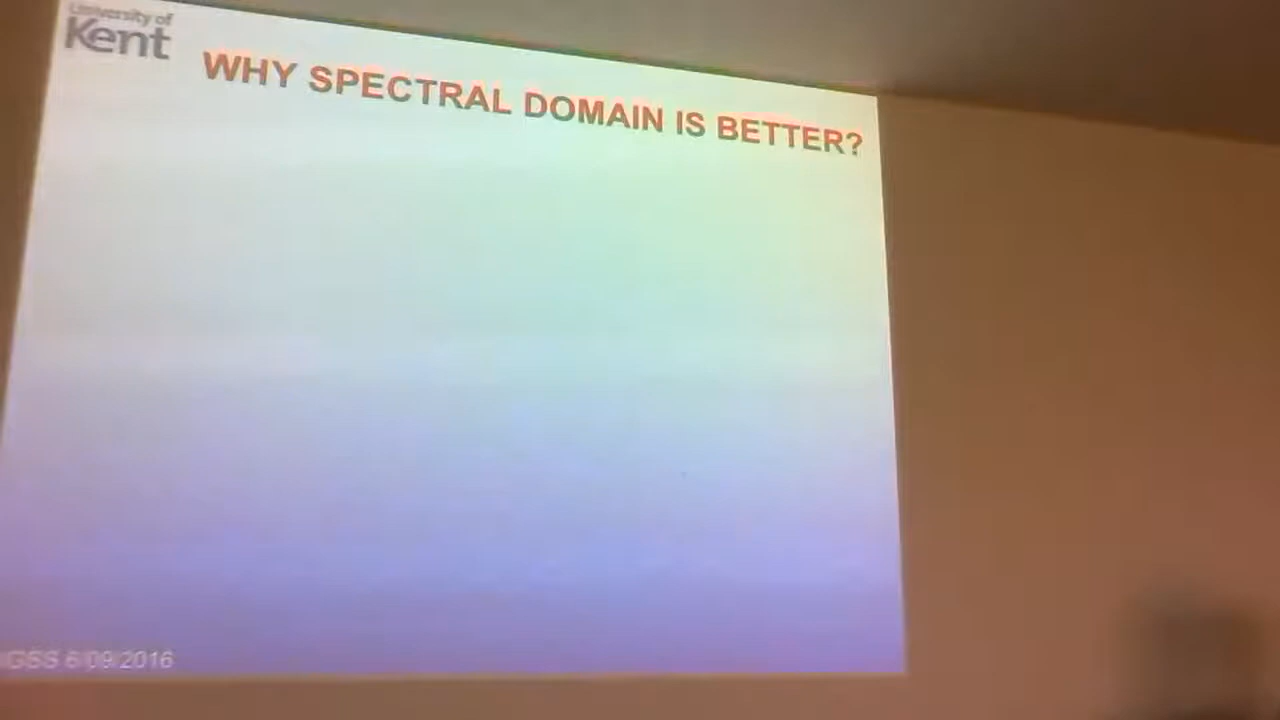 University of
Kent
WHY SPECTRAL DOMAIN IS BETTER?
GSS 6/09/2016